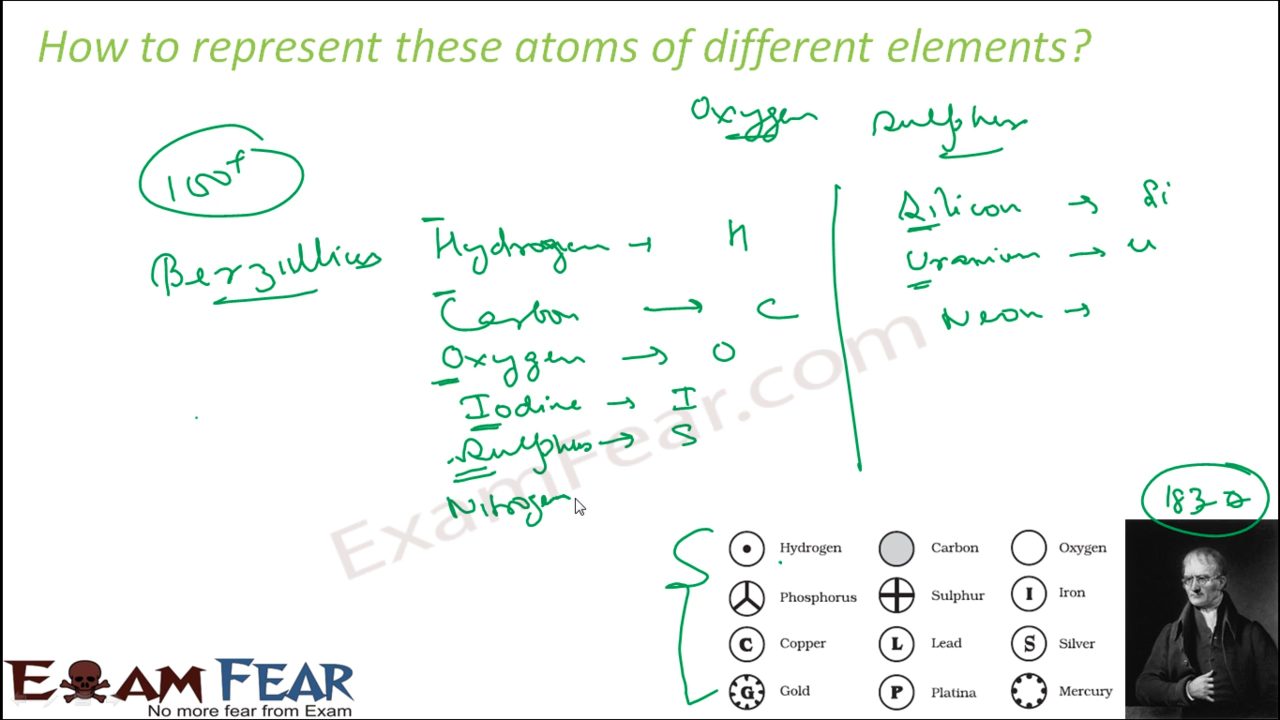 How to represent these atoms of different elements?
Oxygen Sulphur
100+
Berzillius
Hydrogen → H
Carbon → C
Oxygen → O
Iodine → I
Sulphur → S
Nitrogen
Silicon → Si
Uranium → U
Neon →
ExamFear.com
Hydrogen Carbon Oxygen
Phosphorus Sulphur I Iron
C Copper L Lead S Silver
G Gold P Platina Mercury
EXAM FEAR
No more fear from Exam